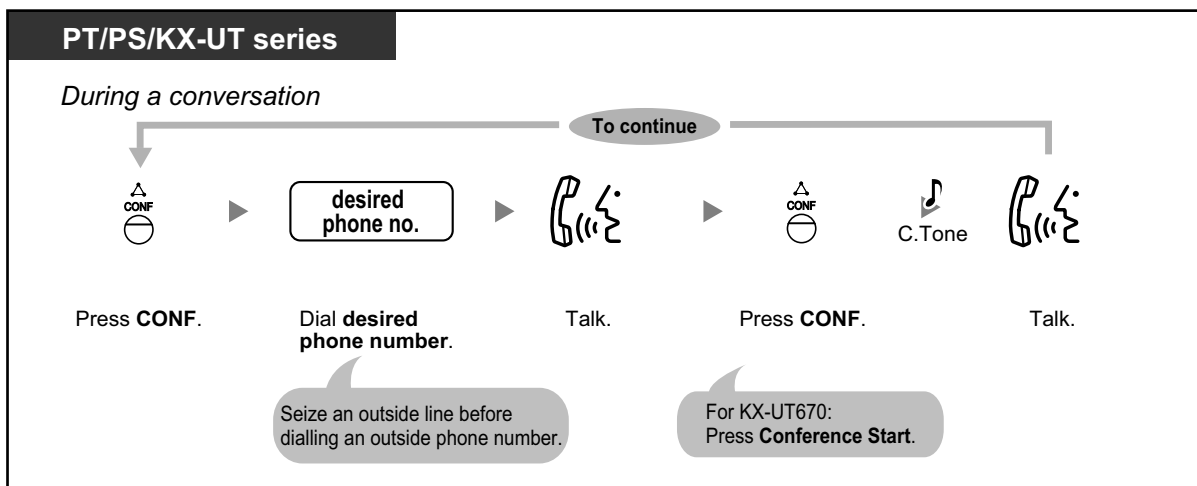 PT/PS/KX-UT series
During a conversation
To continue
CONF
desired
phone no.
CONF
C.Tone
Press CONF.
Dial desired
phone number.
Talk.
Press CONF.
Talk.
Seize an outside line before
dialling an outside phone number.
For KX-UT670:
Press Conference Start.